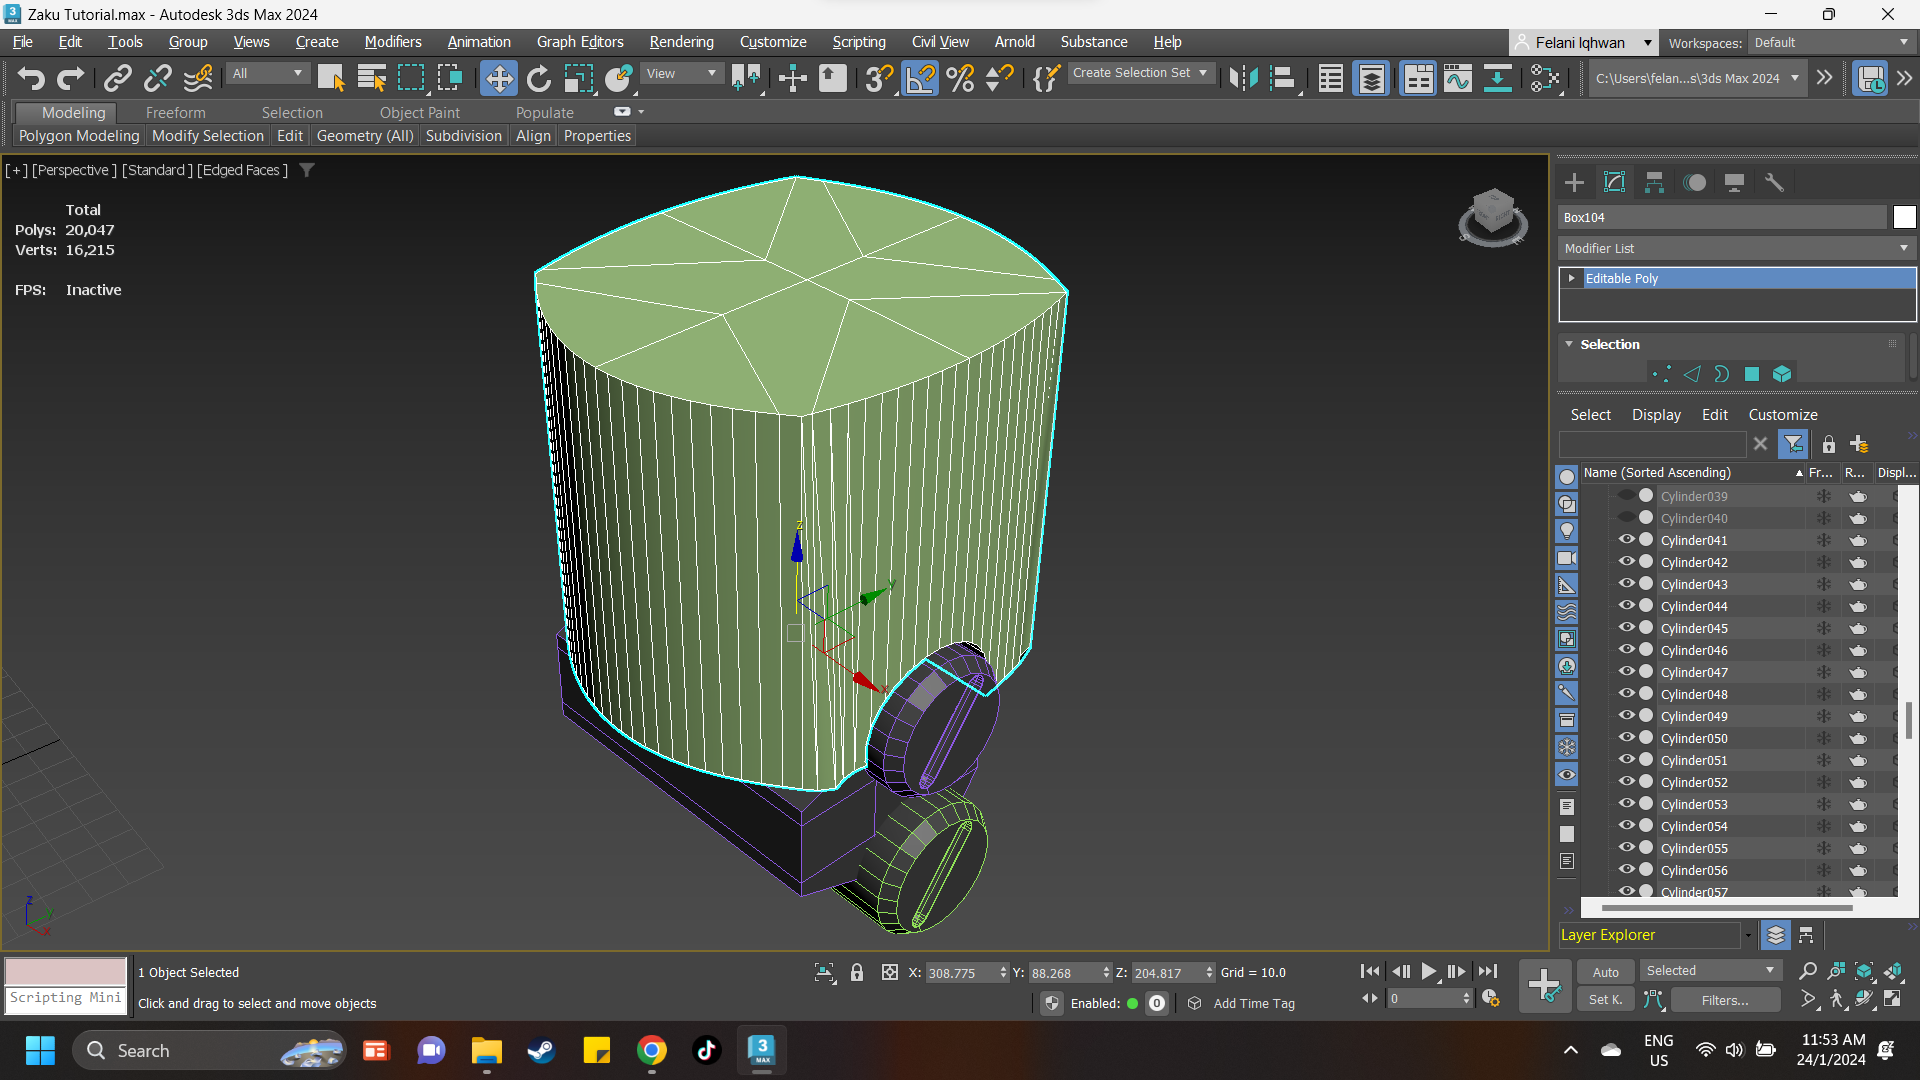 Zaku Tutorial.max - Autodesk 3ds Max 2024
File Edit Tools Group Views Create Modifiers Animation Graph Editors Rendering Customize Scripting Civil View Arnold Substance Help
Felani Iqhwan Workspaces: Default
All View Create Selection Set C:\Users\felan...s\3ds Max 2024
Modeling Freeform Selection Object Paint Populate
Polygon Modeling Modify Selection Edit Geometry (All) Subdivision Align Properties
[+] [Perspective ] [Standard ] [Edged Faces ]
Total
Polys: 20,047
Verts: 16,215
FPS: Inactive
z
y
x
z
y
x
Box104
Modifier List
Editable Poly
Selection
Select Display Edit Customize
Name (Sorted Ascending) Fr... R... Displ...
Cylinder039
Cylinder040
Cylinder041
Cylinder042
Cylinder043
Cylinder044
Cylinder045
Cylinder046
Cylinder047
Cylinder048
Cylinder049
Cylinder050
Cylinder051
Cylinder052
Cylinder053
Cylinder054
Cylinder055
Cylinder056
Cylinder057
Layer Explorer
Scripting Mini
1 Object Selected
Click and drag to select and move objects
X: 308.775 Y: 88.268 Z: 204.817 Grid = 10.0
Enabled: 0 Add Time Tag
0
Auto Selected
Set K. Filters...
Search
3 MAX
ENG
US
11:53 AM
24/1/2024